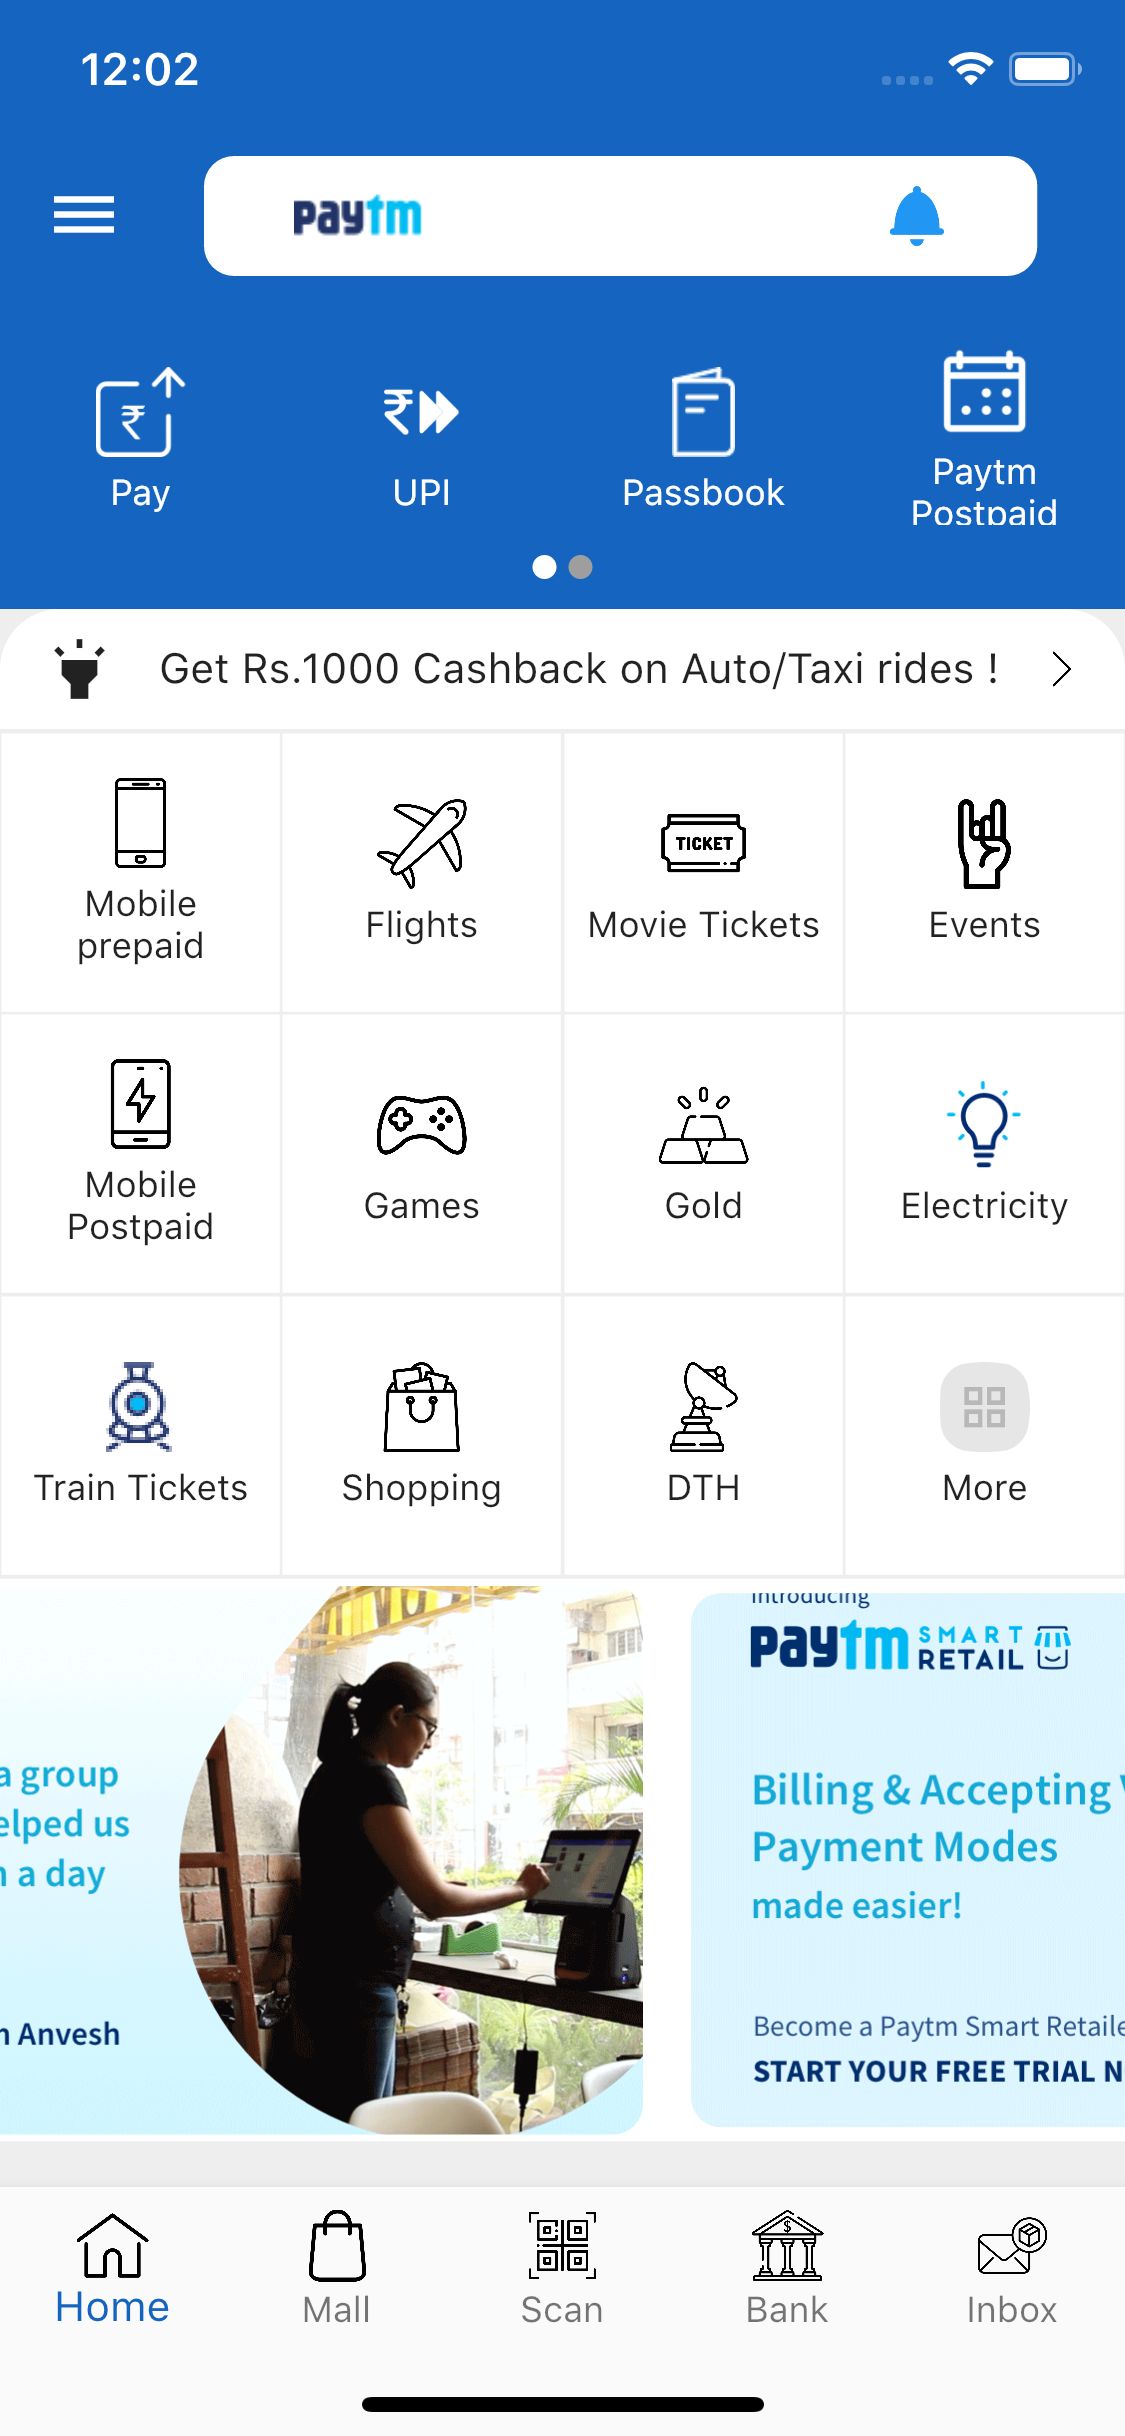 12:02
paytm
Pay
UPI
Passbook
Paytm
Postpaid
Get Rs.1000 Cashback on Auto/Taxi rides !
Mobile
prepaid
Flights
TICKET
Movie Tickets
Events
Mobile
Postpaid
Games
Gold
Electricity
Train Tickets
Shopping
DTH
More
a group
elped us
a day
Anvesh
Introducing
paytm SMART
RETAIL
Billing & Accepting
Payment Modes
made easier!
Become a Paytm Smart Retaile
START YOUR FREE TRIAL N
Home
Mall
Scan
Bank
Inbox